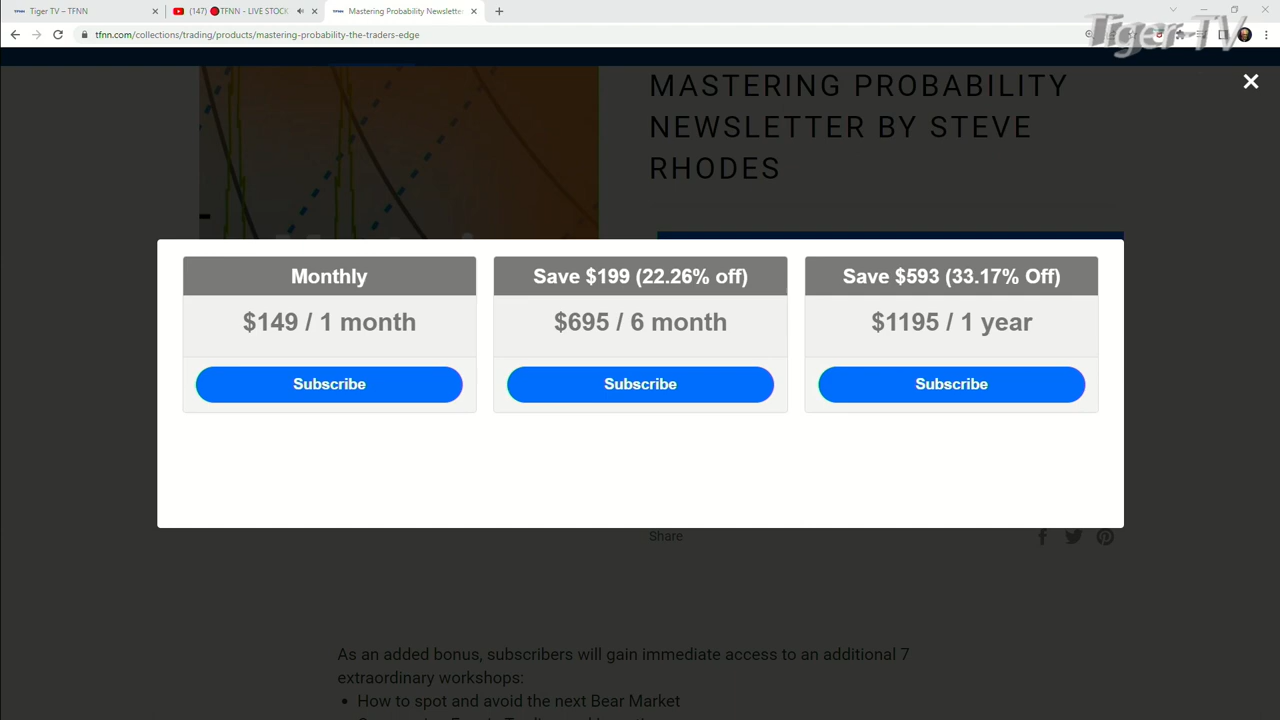 Tiger TV – TFNN
(147) 🔴TFNN - LIVE STOCK
Mastering Probability Newslette
Tiger TV
tfnn.com/collections/trading/products/mastering-probability-the-traders-edge
MASTERING PROBABILITY
NEWSLETTER BY STEVE
RHODES
Monthly
$149 / 1 month
Subscribe
Save $199 (22.26% off)
$695 / 6 month
Subscribe
Save $593 (33.17% Off)
$1195 / 1 year
Subscribe
Share
As an added bonus, subscribers will gain immediate access to an additional 7
extraordinary workshops:
• How to spot and avoid the next Bear Market